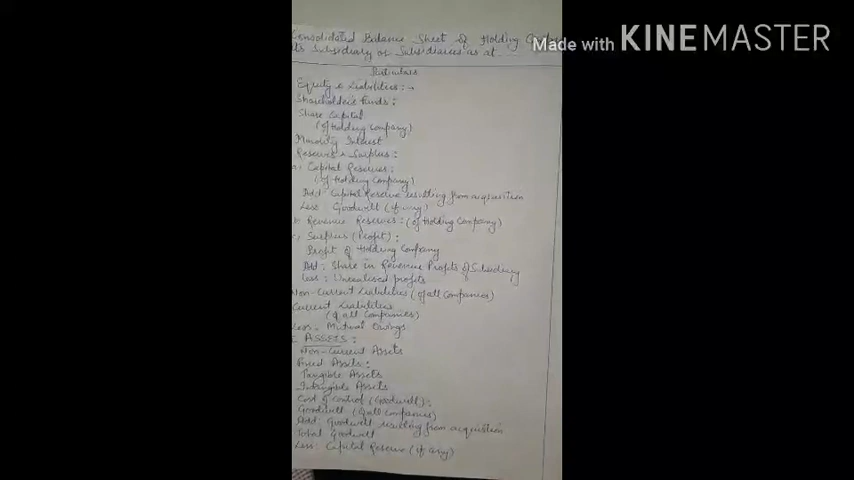 Consolidated Balance Sheet of Holding
Its Subsidiary or Subsidiaries as at
Made with KINEMASTER
Particulars
Equity & Liabilities :→
Shareholder's Funds :
Share Capital
(of Holding Company)
Minority Interest
Reserves & Surplus :
a, Capital Reserves :
(of Holding Company)
Add : Capital Reserve resulting from acquisition
Less : Goodwill (if any)
Revenue Reserves : (of Holding Company)
c, Surplus (Profit) :
Profit of Holding Company
Add : Share in Revenue Profits of Subsidiary
Less : Unrealised profits
Non-Current Liabilities (of all Companies)
Current Liabilities
(of all Companies)
Less : Mutual Owings
ASSETS :
Non-Current Assets
Fixed Assets :
Tangible Assets
Intangible Assets
Cost of control (Goodwill) :
Goodwill (of all Companies)
Add : Goodwill resulting from acquisition
Total Goodwill
Less : Capital Reserve (if any)